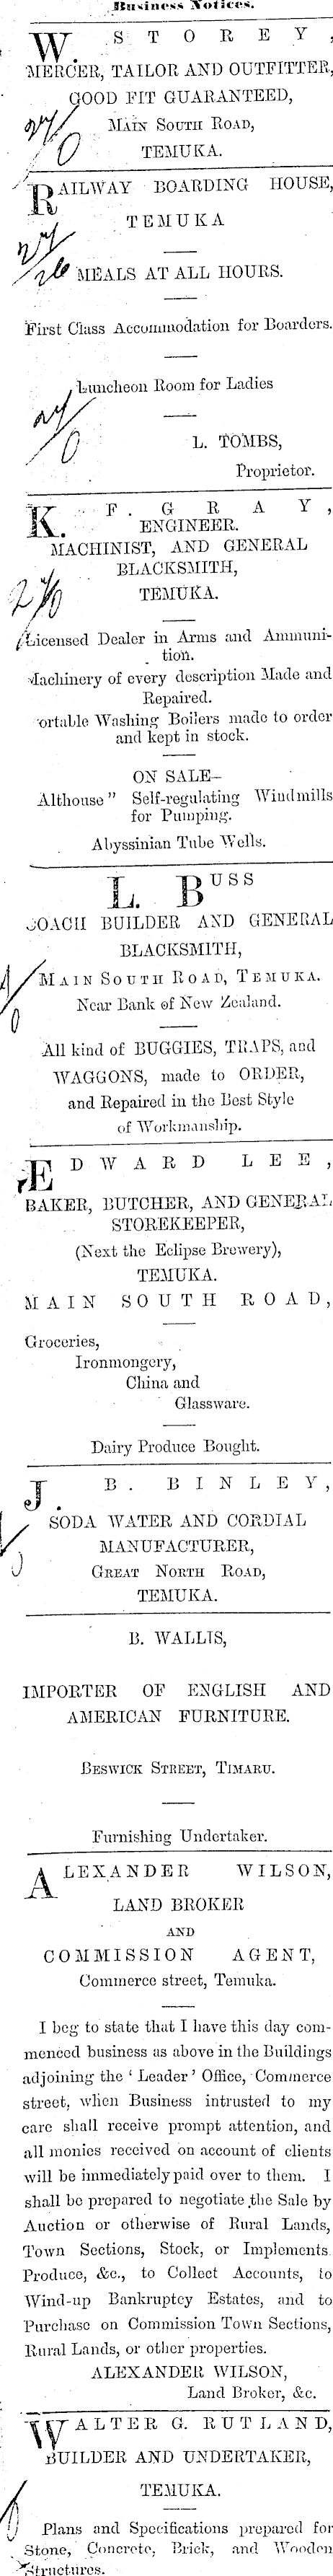 Business Notices.
W. STOREY,
MERCER, TAILOR AND OUTFITTER,
GOOD FIT GUARANTEED,
MAIN SOUTH ROAD,
TEMUKA.
RAILWAY BOARDING HOUSE,
TEMUKA
MEALS AT ALL HOURS.
First Class Accommodation for Boarders.
Luncheon Room for Ladies
L. TOMBS,
Proprietor.
K. F. GRAY,
ENGINEER.
MACHINIST, AND GENERAL
BLACKSMITH,
TEMUKA.
Licensed Dealer in Arms and Ammuni-
tion.
Machinery of every description Made and
Repaired.
ortable Washing Boilers made to order
and kept in stock.
ON SALE—
Althouse" Self-regulating Windmills
for Pumping.
Abyssinian Tube Wells.
L. BUSS
COACH BUILDER AND GENERAL
BLACKSMITH,
MAIN SOUTH ROAD, TEMUKA.
Near Bank of New Zealand.
All kind of BUGGIES, TRAPS, and
WAGGONS, made to ORDER,
and Repaired in the Best Style
of Workmanship.
EDWARD LEE,
BAKER, BUTCHER, AND GENERAL
STOREKEEPER,
(Next the Eclipse Brewery),
TEMUKA.
MAIN SOUTH ROAD,
Groceries,
Ironmongery,
China and
Glassware.
Dairy Produce Bought.
J. B. BINLEY,
SODA WATER AND CORDIAL
MANUFACTURER,
GREAT NORTH ROAD,
TEMUKA.
B. WALLIS,
IMPORTER OF ENGLISH AND
AMERICAN FURNITURE.
BESWICK STREET, TIMARU.
Furnishing Undertaker.
ALEXANDER WILSON,
LAND BROKER
AND
COMMISSION AGENT,
Commerce street, Temuka.
I beg to state that I have this day com-
menced business as above in the Buildings
adjoining the ‘Leader’ Office, Commerce
street, when Business intrusted to my
care shall receive prompt attention, and
all monies received on account of clients
will be immediately paid over to them. I
shall be prepared to negotiate the Sale by
Auction or otherwise of Rural Lands,
Town Sections, Stock, or Implements
Produce, &c., to Collect Accounts, to
Wind-up Bankruptcy Estates, and to
Purchase on Commission Town Sections,
Rural Lands, or other properties.
ALEXANDER WILSON,
Land Broker, &c.
WALTER G. RUTLAND,
BUILDER AND UNDERTAKER,
TEMUKA.
Plans and Specifications prepared for
Stone, Concrete, Brick, and Wooden
Structures.